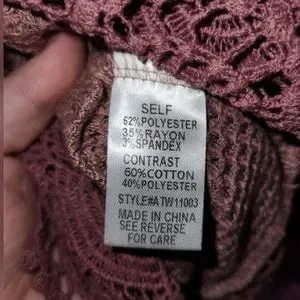 SELF
62%POLYESTER
35%RAYON
3%SPANDEX
CONTRAST
60%COTTON
40%POLYESTER
STYLE#ATW11003
MADE IN CHINA
SEE REVERSE
FOR CARE